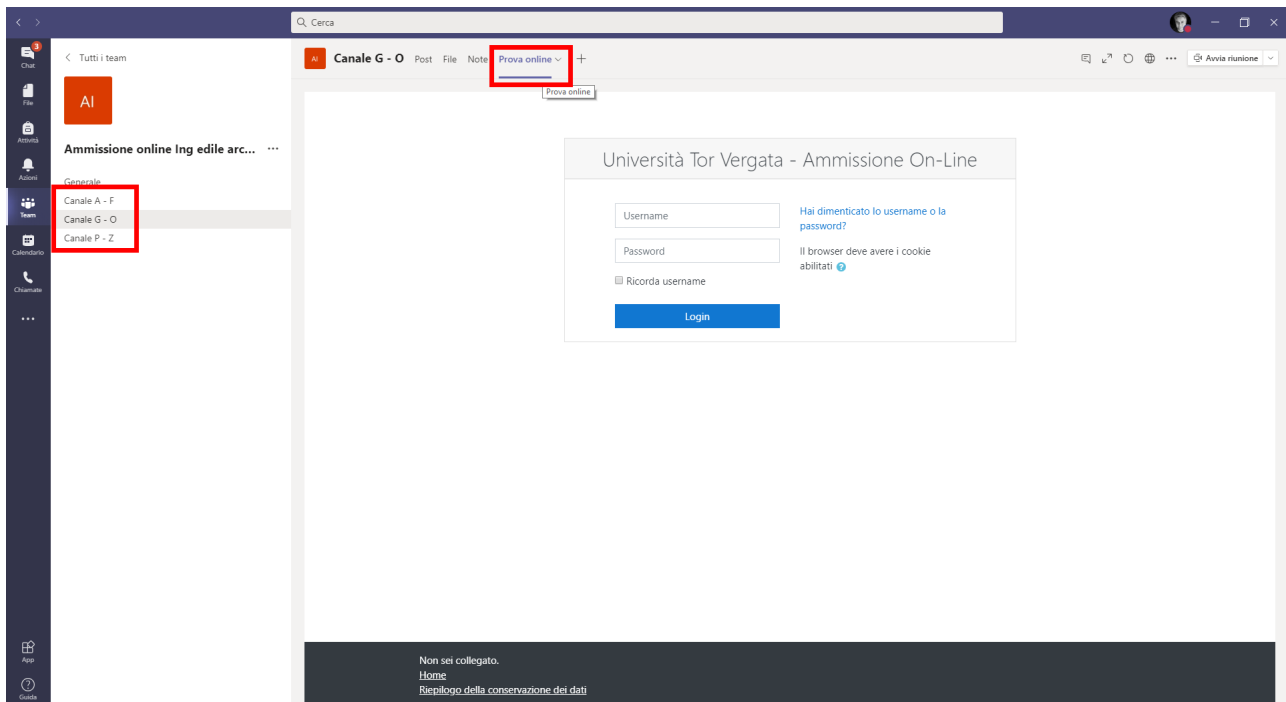 Cerca
3
Chat
File
Attività
Azioni
Team
Calendario
Chiamate
App
Guida
Tutti i team
AI
Ammissione online Ing edile arc...
Generale
Canale A - F
Canale G - O
Canale P - Z
AI Canale G - O Post File Note Prova online
Avvia riunione
Prova online
Università Tor Vergata - Ammissione On-Line
Username
Password
Ricorda username
Login
Hai dimenticato lo username o la
password?
Il browser deve avere i cookie
abilitati
Non sei collegato.
Home
Riepilogo della conservazione dei dati